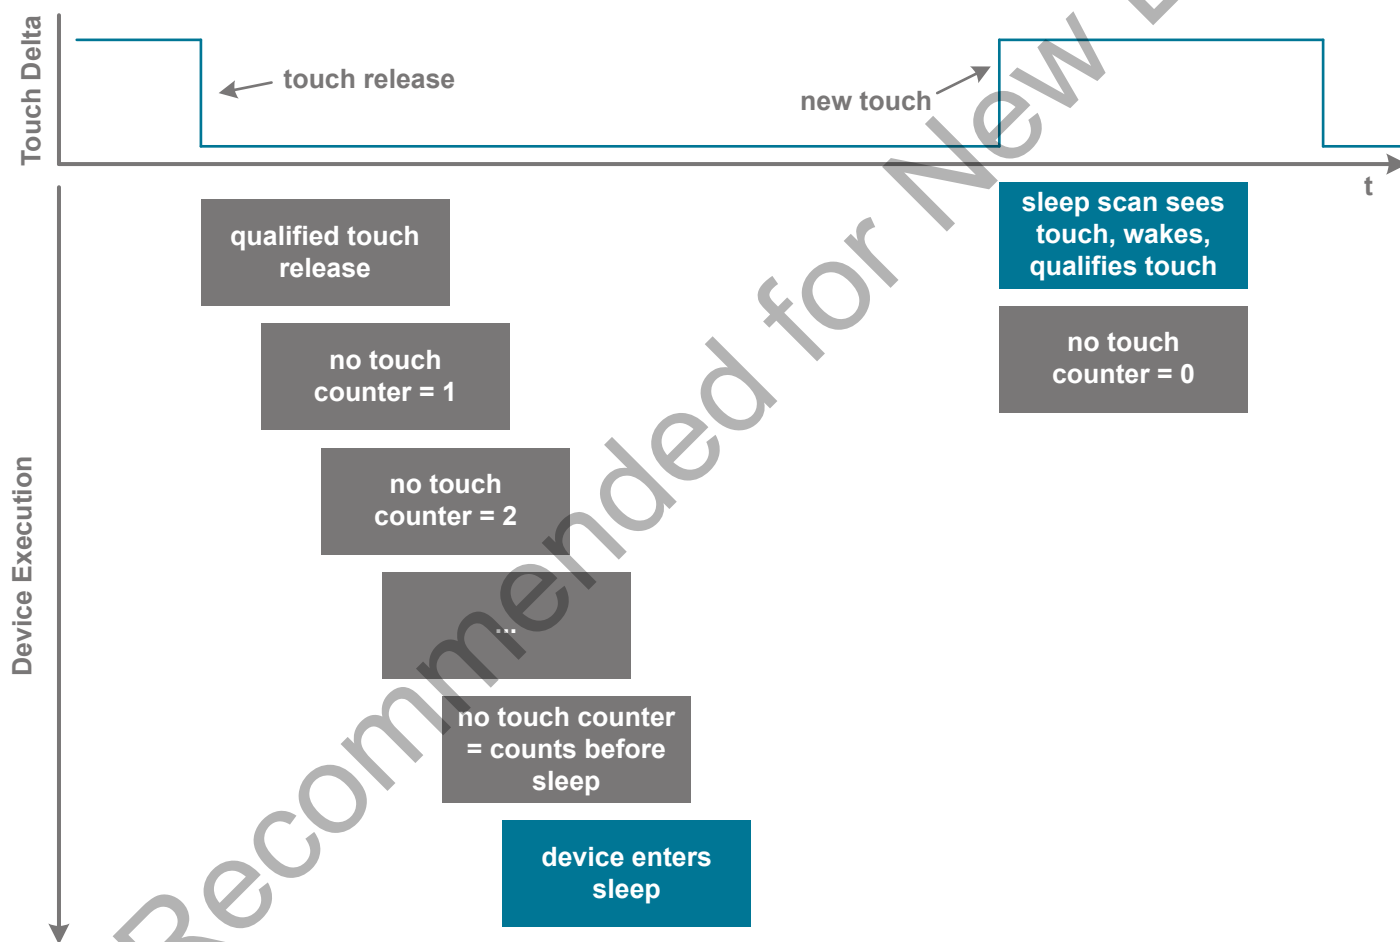 Touch Delta
touch release
new touch
t
Device Execution
qualified touch
release
no touch
counter = 1
no touch
counter = 2
...
no touch counter
= counts before
sleep
device enters
sleep
sleep scan sees
touch, wakes,
qualifies touch
no touch
counter = 0
Recommended for New